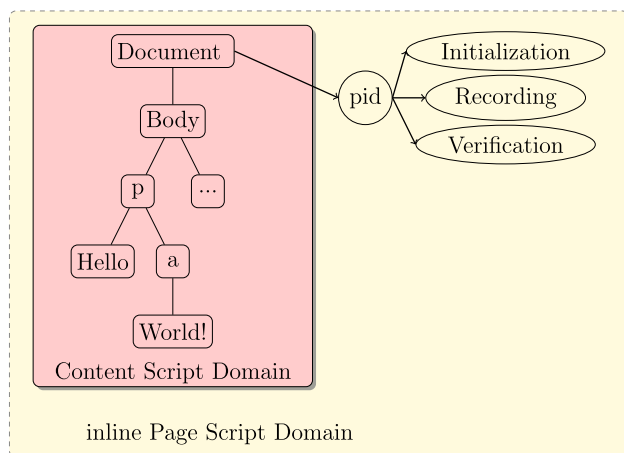 Document
Initialization
pid
Recording
Body
Verification
p
...
Hello
a
World!
Content Script Domain
inline Page Script Domain